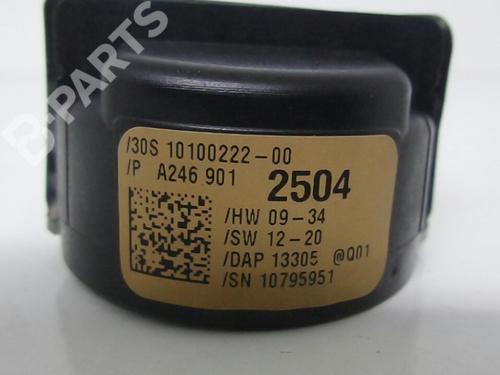 B-PARTS
/30S 10100222-00
/P A246 901 2504
/HW 09-34
/SW 12-20
/DAP 13305 @Q01
/SN 10795951